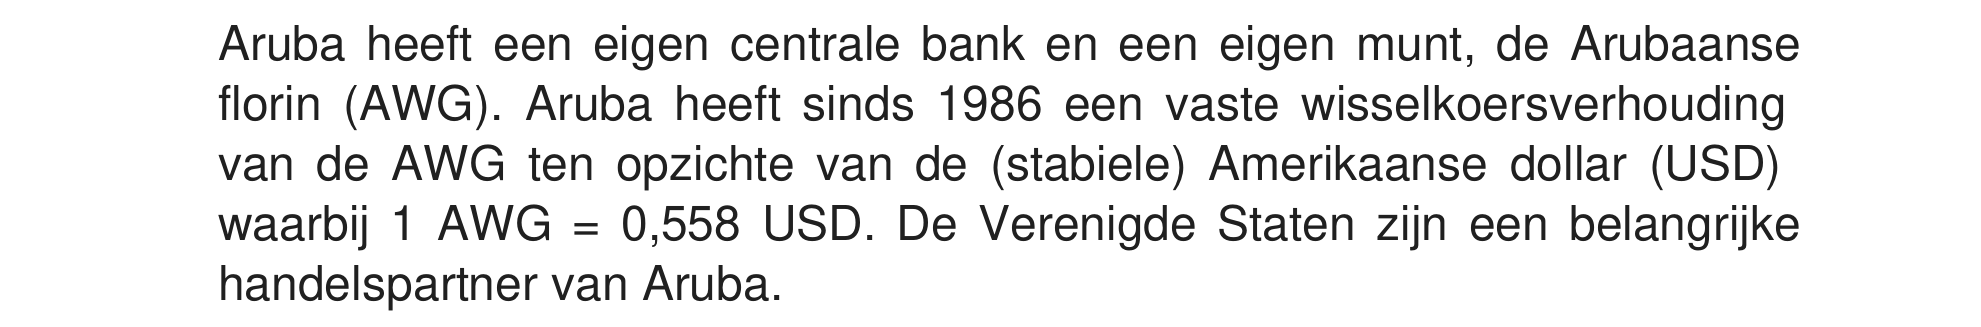 Aruba heeft een eigen centrale bank en een eigen munt, de Arubaanse
florin (AWG). Aruba heeft sinds 1986 een vaste wisselkoersverhouding
van de AWG ten opzichte van de (stabiele) Amerikaanse dollar (USD)
waarbij 1 AWG = 0,558 USD. De Verenigde Staten zijn een belangrijke
handelspartner van Aruba.